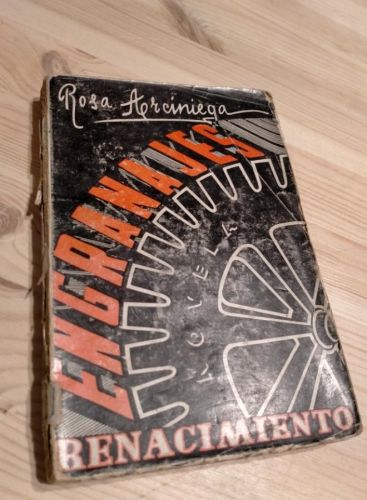 Rosa Arciniega
ENGRANAJES
NOVELA
RENACIMIENTO